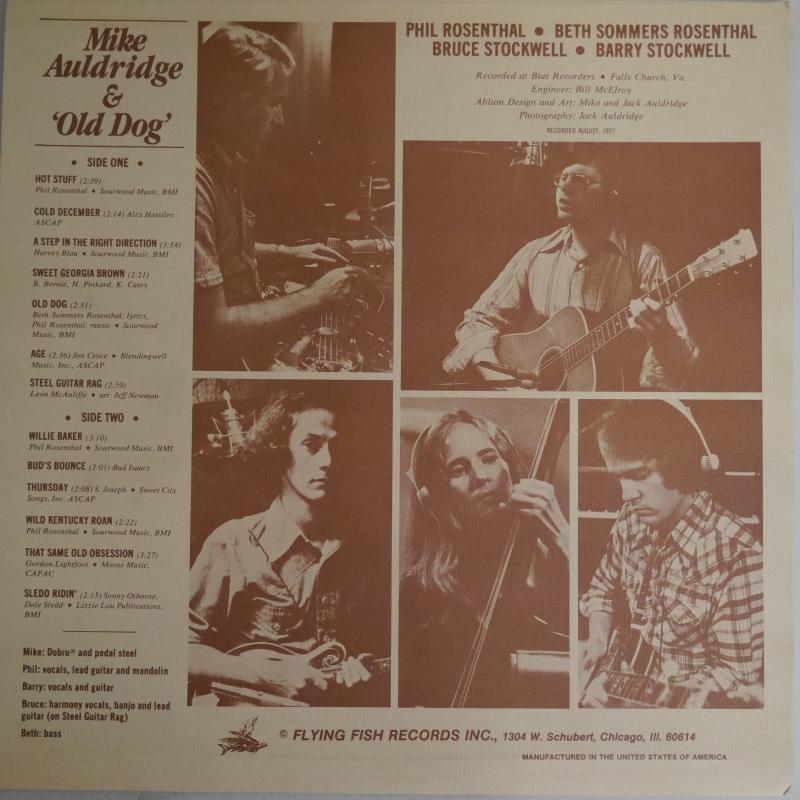 Mike
Auldridge
&
'Old Dog'
• SIDE ONE •
HOT STUFF (2:39)
Phil Rosenthal • Sourwood Music, BMI
COLD DECEMBER (2:14) Alex Hassilev
ASCAP
A STEP IN THE RIGHT DIRECTION (3:14)
Harvey Blau • Sourwood Music, BMI
SWEET GEORGIA BROWN (2:21)
B. Bernie, H. Pinkard, K. Casey
OLD DOG (2:31)
Beth Sommers Rosenthal: lyrics,
Phil Rosenthal: music • Sourwood
Music, BMI
AGE (2:36) Jim Croce • Blendingwell
Music, Inc., ASCAP
STEEL GUITAR RAG (2:59)
Leon McAuliffe • arr. Jeff Newman
• SIDE TWO •
WILLIE BAKER (3:10)
Phil Rosenthal • Sourwood Music, BMI
BUD'S BOUNCE (2:01) Bud Isaacs
THURSDAY (2:08) S. Joseph • Sweet City
Songs, Inc. ASCAP
WILD KENTUCKY ROAN (2:22)
Phil Rosenthal • Sourwood Music, BMI
THAT SAME OLD OBSESSION (3:27)
Gordon Lightfoot • Moose Music,
CAPAC
SLEDD RIDIN' (2:15) Sonny Osborne,
Dale Sledd • Lizzie Lou Publications,
BMI
Mike: Dobro® and pedal steel
Phil: vocals, lead guitar and mandolin
Barry: vocals and guitar
Bruce: harmony vocals, banjo and lead
guitar (on Steel Guitar Rag)
Beth: bass
PHIL ROSENTHAL • BETH SOMMERS ROSENTHAL
BRUCE STOCKWELL • BARRY STOCKWELL
Recorded at Bias Recorders • Falls Church, Va.
Engineer: Bill McElroy
Ablum Design and Art: Mike and Jack Auldridge
Photography: Jack Auldridge
RECORDED AUGUST, 1977
© FLYING FISH RECORDS INC., 1304 W. Schubert, Chicago, Ill. 60614
MANUFACTURED IN THE UNITED STATES OF AMERICA